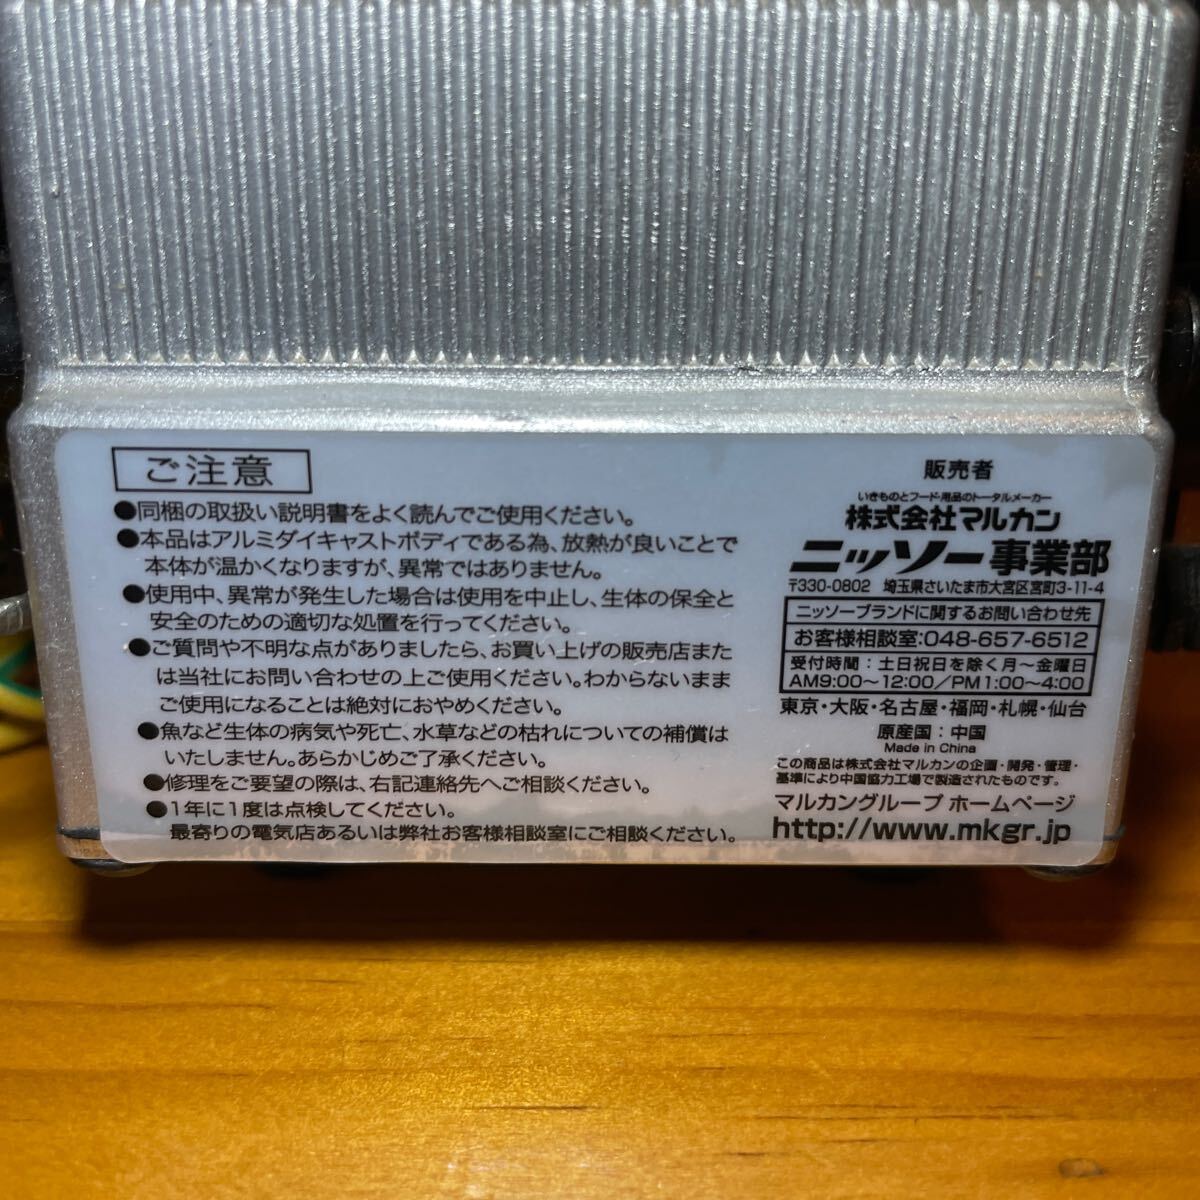 ご注意
●同梱の取扱い説明書をよく読んでご使用ください。
●本品はアルミダイキャストボディである為、放熱が良いことで
本体が温かくなりますが、異常ではありません。
●使用中、異常が発生した場合は使用を中止し、生体の保全と
安全のための適切な処置を行ってください。
●ご質問や不明な点がありましたら、お買い上げの販売店また
は当社にお問い合わせの上ご使用ください。わからないまま
ご使用になることは絶対におやめください。
●魚など生体の病気や死亡、水草などの枯れについての補償は
いたしません。あらかじめご了承ください。
●修理をご要望の際は、右記連絡先へご相談ください。
●1年に1度は点検してください。
最寄りの電気店あるいは弊社お客様相談室にご相談ください。
販売者
いきものとフード・用品のトータルメーカー
株式会社マルカン
ニッソー事業部
〒330-0802 埼玉県さいたま市大宮区宮町3-11-4
ニッソーブランドに関するお問い合わせ先
お客様相談室:048-657-6512
受付時間：土日祝日を除く月〜金曜日
AM9:00〜12:00/PM1:00〜4:00
東京・大阪・名古屋・福岡・札幌・仙台
原産国：中国
Made in China
この商品は株式会社マルカンの企画・開発・管理・
基準により中国協力工場で製造されたものです。
マルカングループ ホームページ
http://www.mkgr.jp